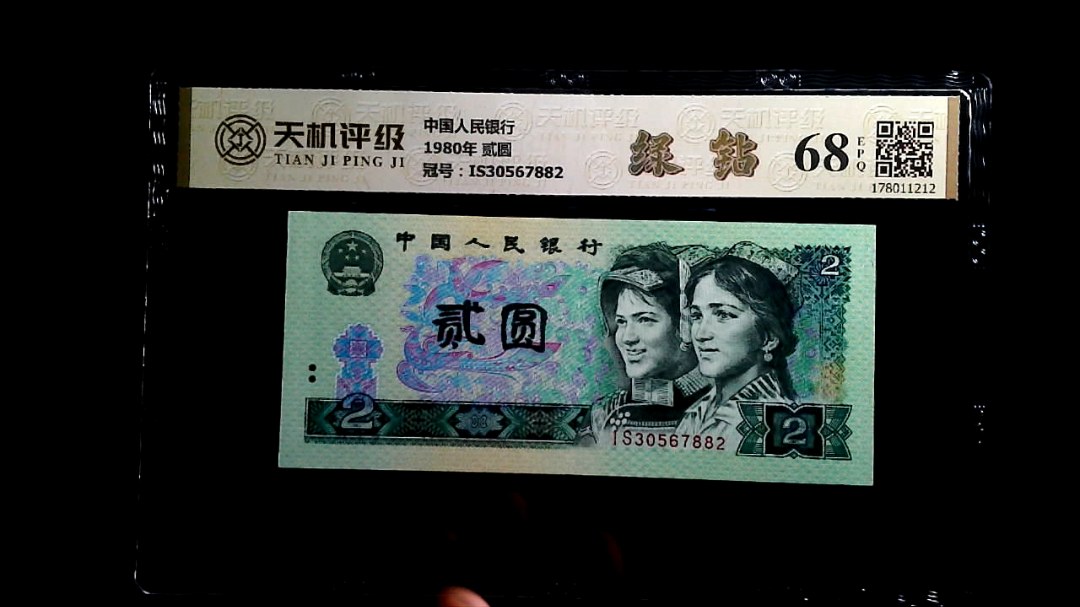 天机评级
TIAN JI PING JI
中国人民银行
1980年 贰圆
冠号：IS30567882
绿 钻
68
EPQ
178011212
中国人民银行
2
贰圆
2
IS30567882
2